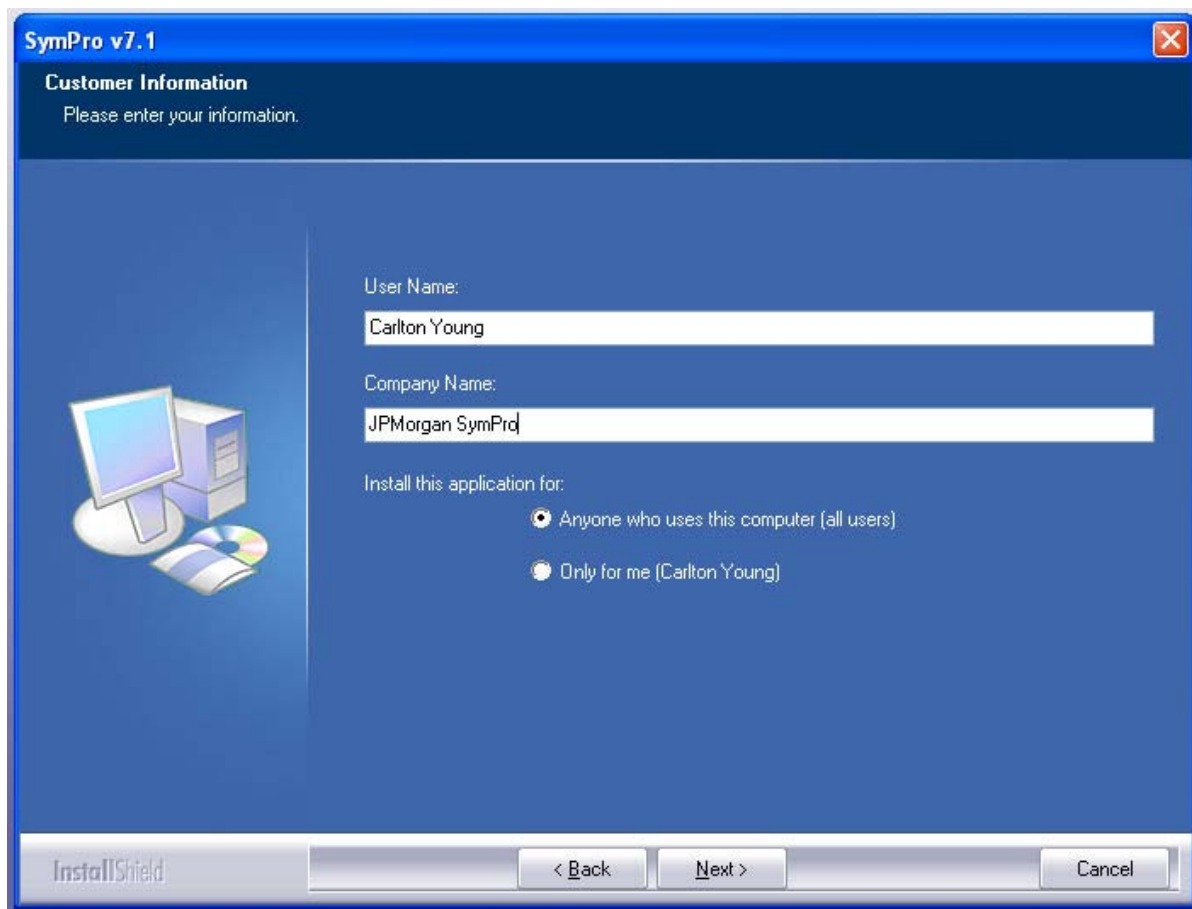 SymPro v7.1
Customer Information
Please enter your information.
User Name:
Carlton Young
Company Name:
JPMorgan SymPro
Install this application for:
Anyone who uses this computer (all users)
Only for me (Carlton Young)
InstallShield
< Back
Next >
Cancel